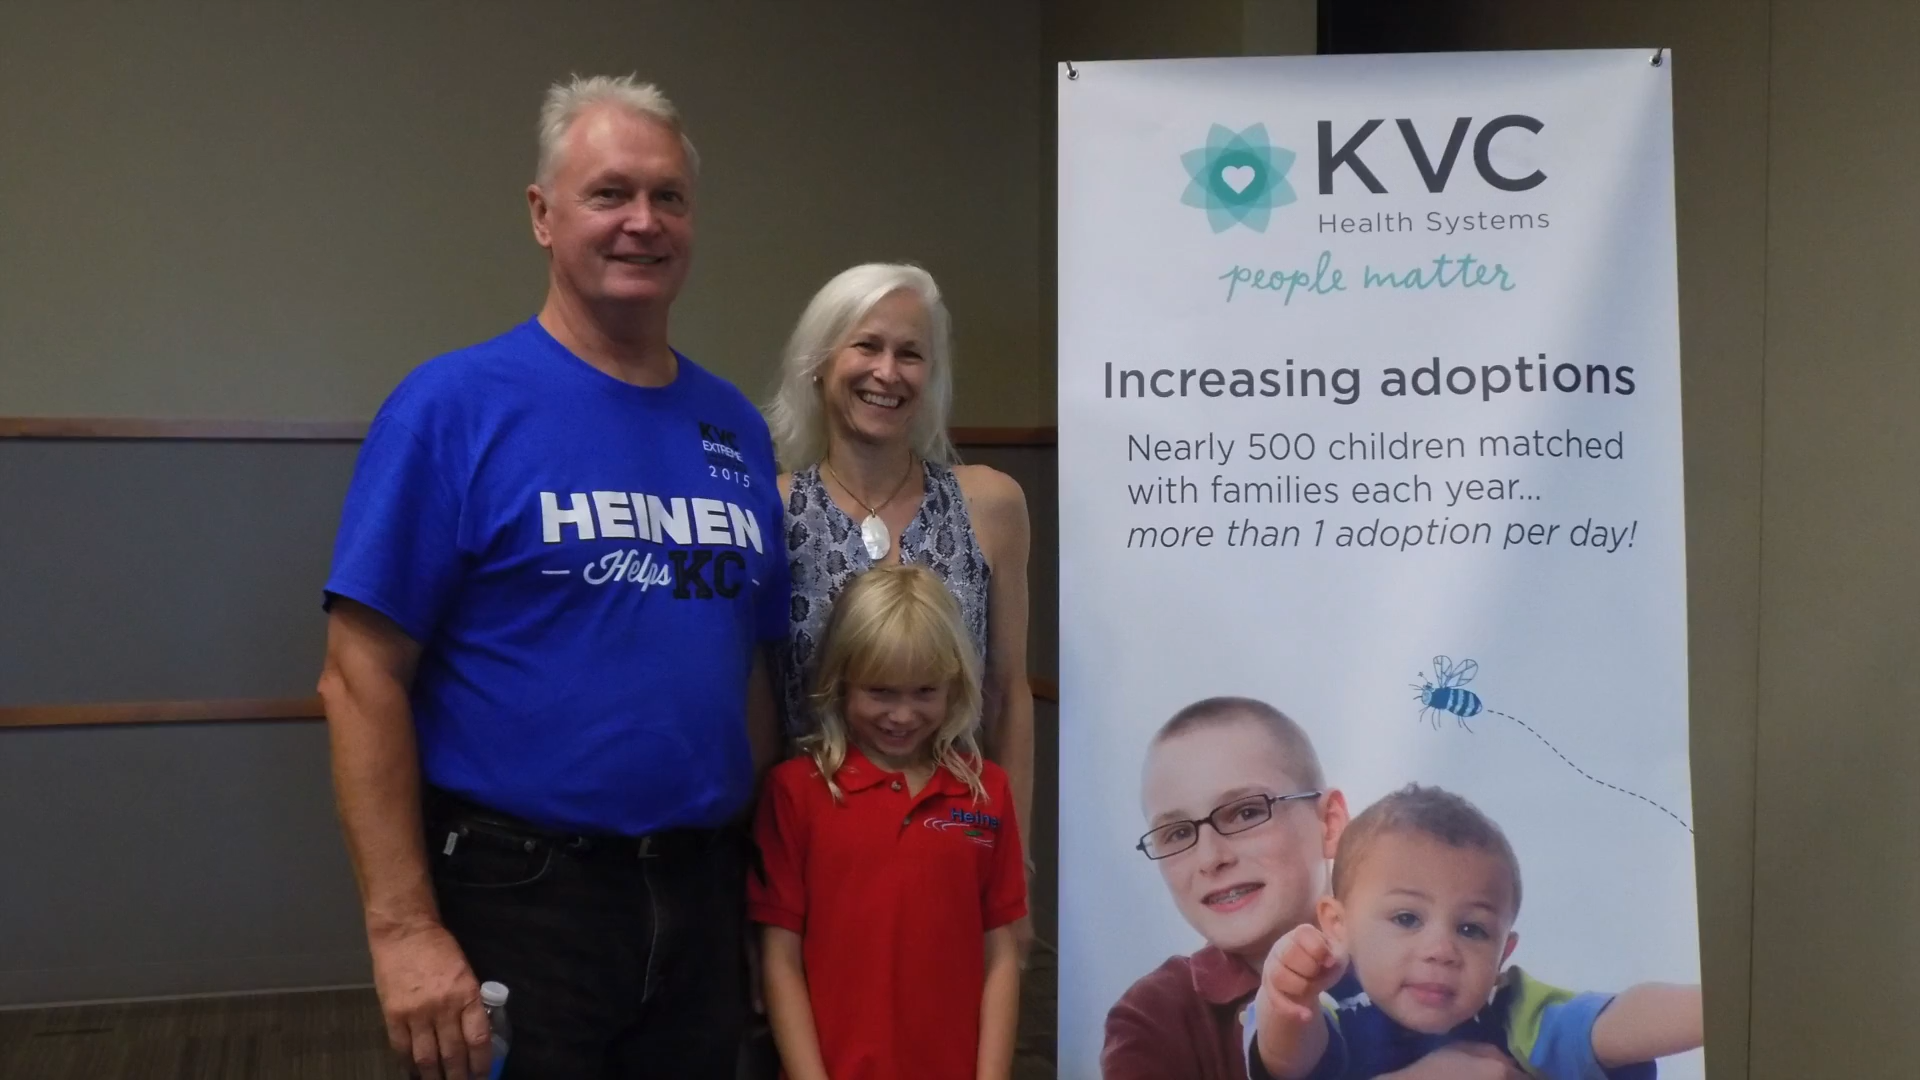 KVC
EXTREME
2015
HEINEN
Helps KC
KVC
Health Systems
people matter
Increasing adoptions
Nearly 500 children matched
with families each year...
more than 1 adoption per day!